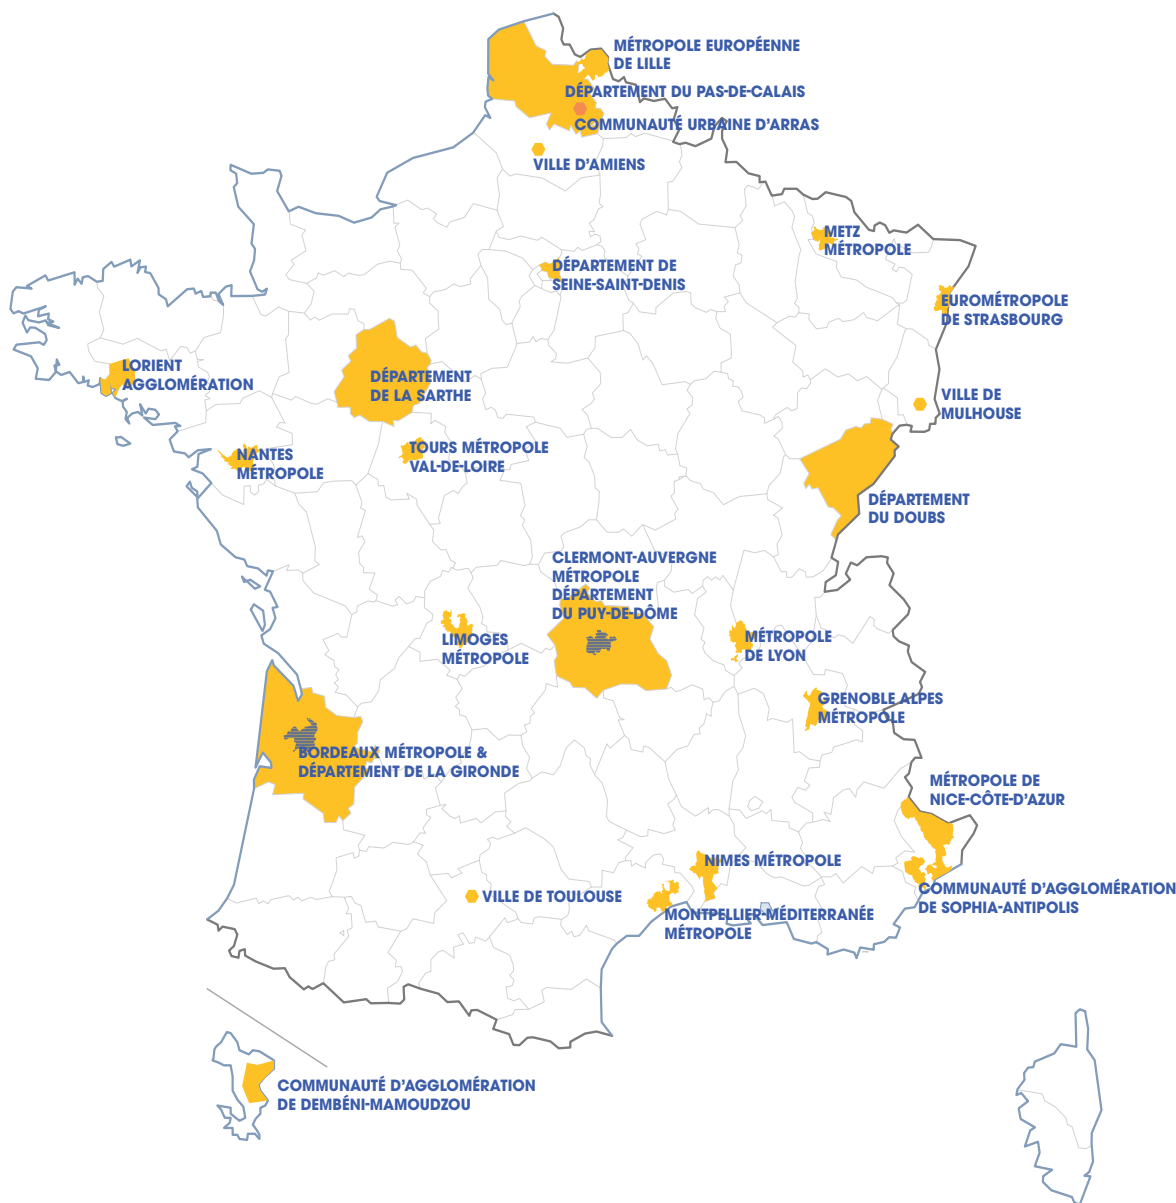 MÉTROPOLE EUROPÉENNE
DE LILLE
DÉPARTEMENT DU PAS-DE-CALAIS
COMMUNAUTÉ URBAINE D'ARRAS
VILLE D'AMIENS
METZ
MÉTROPOLE
DÉPARTEMENT DE
SEINE-SAINT-DENIS
EUROMÉTROPOLE
DE STRASBOURG
LORIENT
AGGLOMÉRATION
DÉPARTEMENT
DE LA SARTHE
VILLE DE
MULHOUSE
NANTES
MÉTROPOLE
TOURS MÉTROPOLE
VAL-DE-LOIRE
DÉPARTEMENT
DU DOUBS
CLERMONT-AUVERGNE
MÉTROPOLE
DÉPARTEMENT
DU PUY-DE-DÔME
LIMOGES
MÉTROPOLE
MÉTROPOLE
DE LYON
GRENOBLE ALPES
MÉTROPOLE
BORDEAUX MÉTROPOLE &
DÉPARTEMENT DE LA GIRONDE
MÉTROPOLE DE
NICE-CÔTE-D'AZUR
NIMES MÉTROPOLE
VILLE DE TOULOUSE
COMMUNAUTÉ D'AGGLOMÉRATION
DE SOPHIA-ANTIPOLIS
MONTPELLIER-MÉDITERRANÉE
MÉTROPOLE
COMMUNAUTÉ D'AGGLOMÉRATION
DE DEMBÉNI-MAMOUDZOU